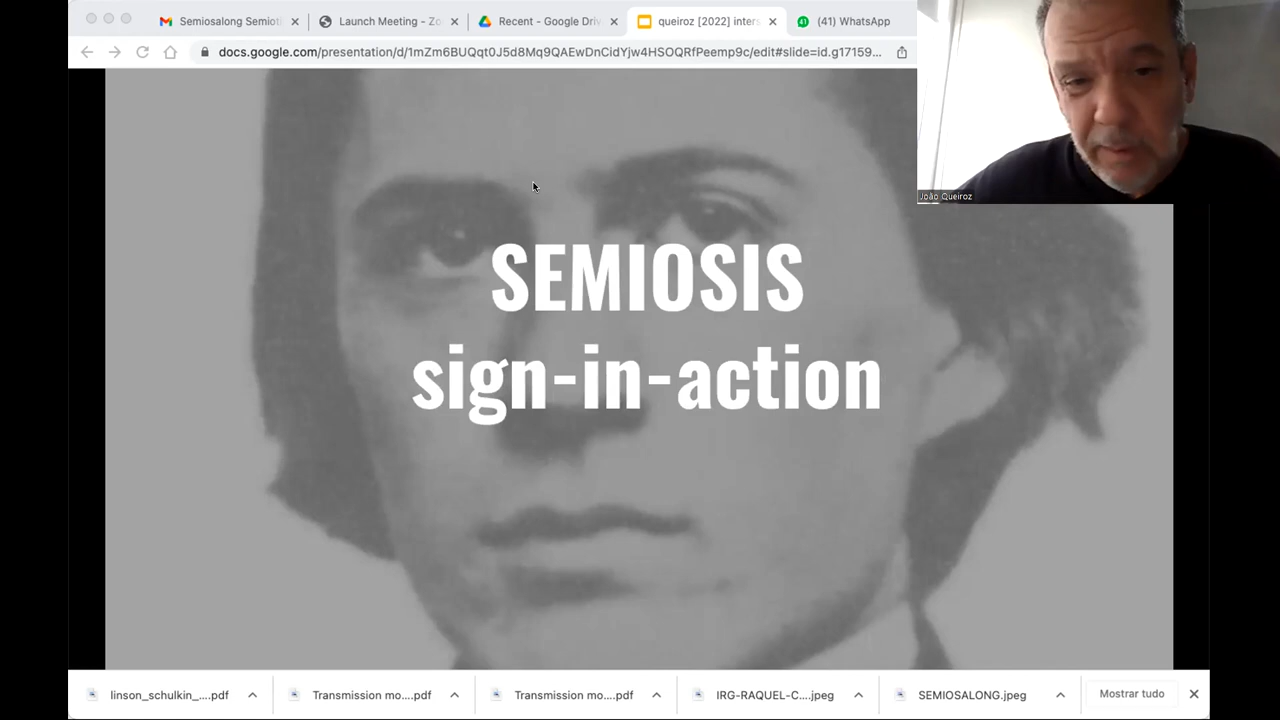 Semiosalong Semioti
Launch Meeting - Zo
Recent - Google Driv
queiroz [2022] inters
(41) WhatsApp
docs.google.com/presentation/d/1mZm6BUQqt0J5d8Mq9QAEwDnCidYjw4HSOQRfPeemp9c/edit#slide=id.g17159...
João Queiroz
SEMIOSIS
sign-in-action
linson_schulkin_....pdf
Transmission mo....pdf
Transmission mo....pdf
IRG-RAQUEL-C....jpeg
SEMIOSALONG.jpeg
Mostrar tudo